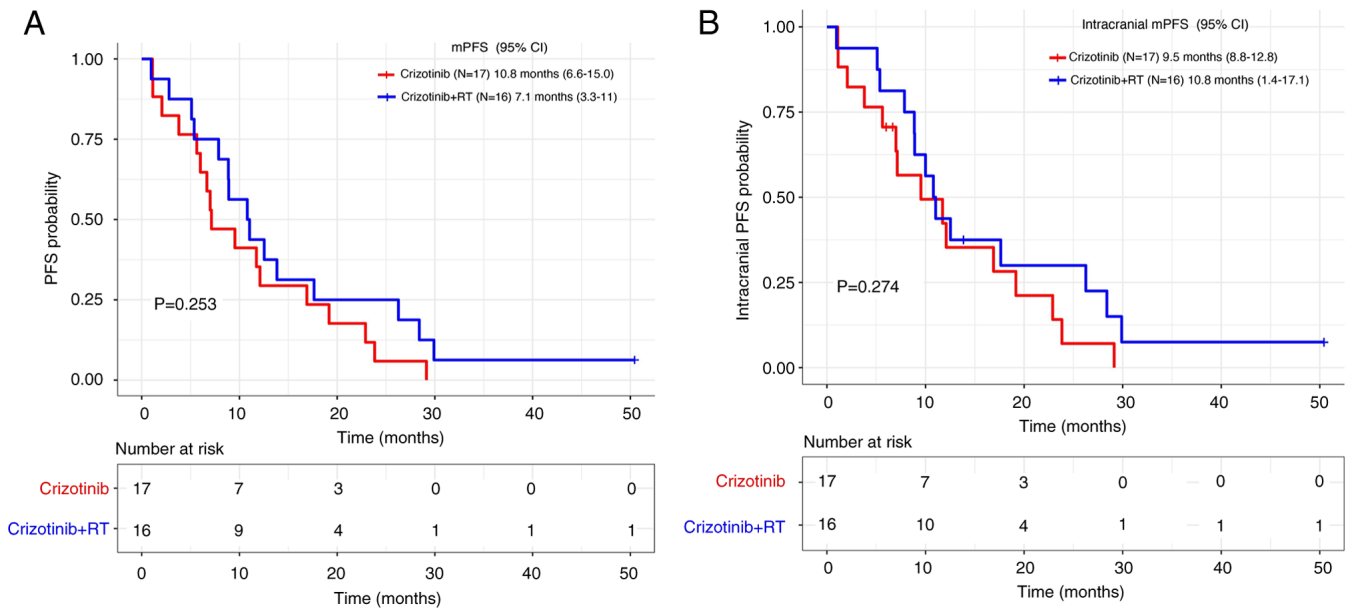 A
mPFS (95% CI)
Crizotinib (N=17) 10.8 months (6.6-15.0)
Crizotinib+RT (N=16) 7.1 months (3.3-11)
1.00
0.75
0.50
0.25
0.00
PFS probability
P=0.253
0 10 20 30 40 50
Time (months)
Number at risk
Crizotinib 17 7 3 0 0 0
Crizotinib+RT 16 9 4 1 1 1
0 10 20 30 40 50
Time (months)
B
Intracranial mPFS (95% CI)
Crizotinib (N=17) 9.5 months (8.8-12.8)
Crizotinib+RT (N=16) 10.8 months (1.4-17.1)
1.00
0.75
0.50
0.25
0.00
Intracranial PFS probability
P=0.274
0 10 20 30 40 50
Time (months)
Number at risk
Crizotinib 17 7 3 0 0 0
Crizotinib+RT 16 10 4 1 1 1
0 10 20 30 40 50
Time (months)